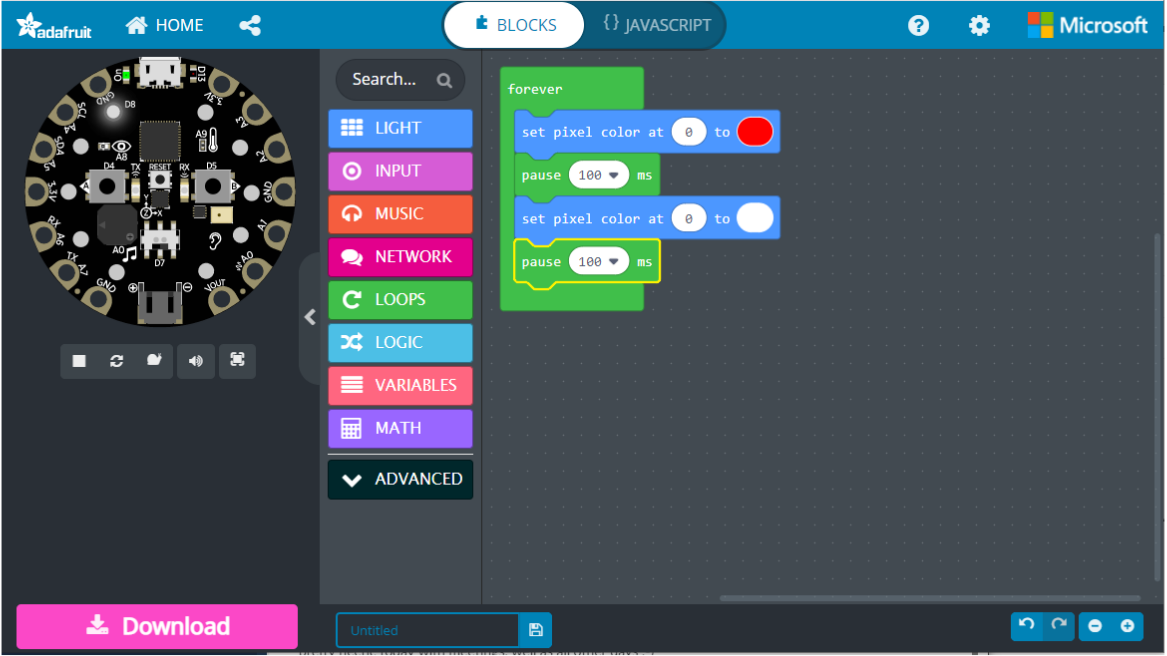 adafruit HOME BLOCKS {} JAVASCRIPT ? Microsoft
Search...
LIGHT
INPUT
MUSIC
NETWORK
LOOPS
LOGIC
VARIABLES
MATH
ADVANCED
forever
set pixel color at 0 to
pause 100 ms
set pixel color at 0 to
pause 100 ms
On
D13
GND
D8
3.3V
SCL
A4
A3
SDA
A5
A8
A9
A2
D4
TX
RESET
RX
D5
3.3V
A
B
GND
RX
A6
A1
A0
D7
TX
A7
A0
GND
VOUT
Download
Untitled